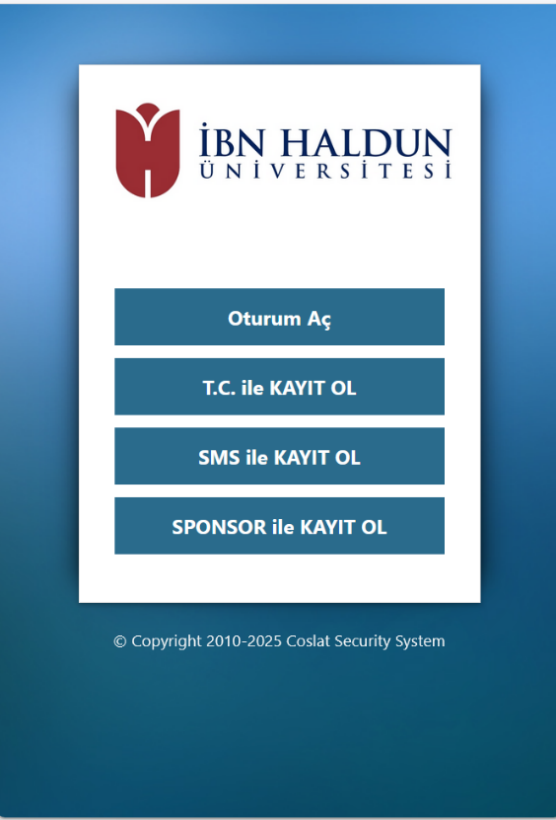 İBN HALDUN
ÜNİVERSİTESİ
Oturum Aç
T.C. ile KAYIT OL
SMS ile KAYIT OL
SPONSOR ile KAYIT OL
© Copyright 2010-2025 Coslat Security System